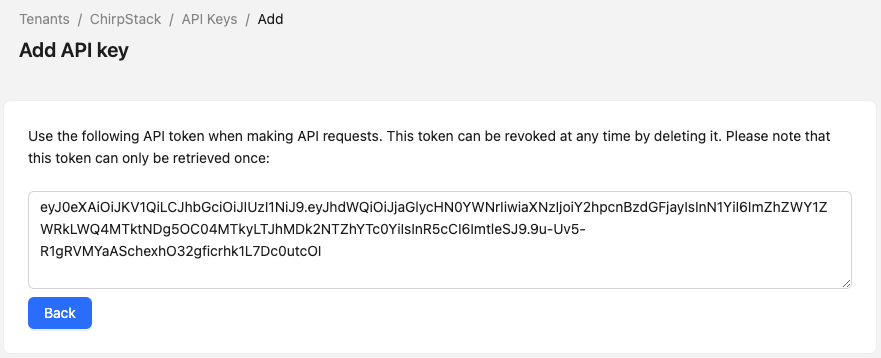 Tenants / ChirpStack / API Keys / Add
Add API key
Use the following API token when making API requests. This token can be revoked at any time by deleting it. Please note that
this token can only be retrieved once:
eyJ0eXAiOiJKV1QiLCJhbGciOiJIUzI1NiJ9.eyJhdWQiOiJjaGlycHN0YWNrIiwiaXNzIjoiY2hpcnBzdGFjayIsInN1YiI6ImZhZWY1Z
WRkLWQ4MTktNDg5OC04MTkyLTJhMDk2NTZhYTc0YiIsInR5cCI6ImtleSJ9.9u-Uv5-
R1gRVMYaASchexhO32gficrhk1L7Dc0utcOI
Back